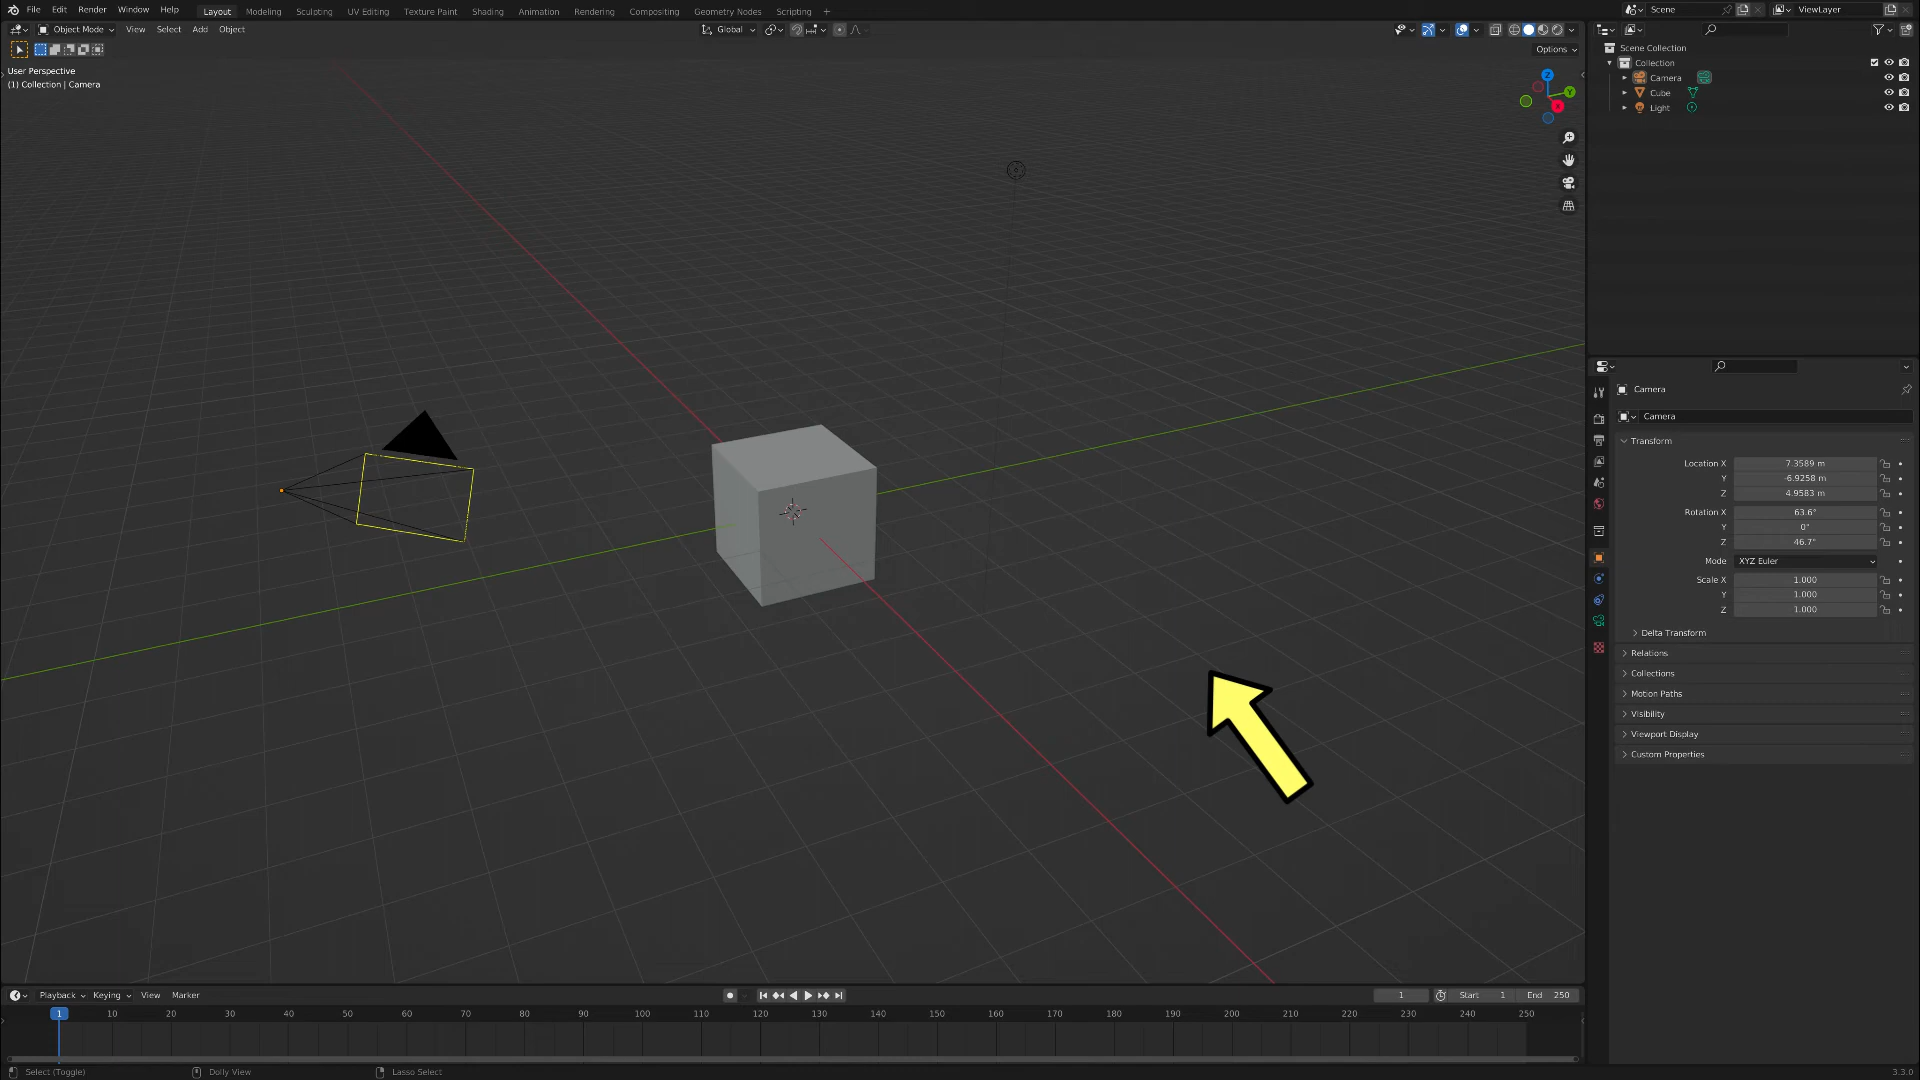 File Edit Render Window Help Layout Modeling Sculpting UV Editing Texture Paint Shading Animation Rendering Compositing Geometry Nodes Scripting + Scene ViewLayer
Object Mode View Select Add Object Global
Options
User Perspective
(1) Collection | Camera
Z
Y
X
Scene Collection
Collection
Camera
Cube
Light
Camera
Camera
Transform
Location X 7.3589 m
Y -6.9258 m
Z 4.9583 m
Rotation X 63.6°
Y 0°
Z 46.7°
Mode XYZ Euler
Scale X 1.000
Y 1.000
Z 1.000
Delta Transform
Relations
Collections
Motion Paths
Visibility
Viewport Display
Custom Properties
Playback Keying View Marker 1 Start 1 End 250
1 10 20 30 40 50 60 70 80 90 100 110 120 130 140 150 160 170 180 190 200 210 220 230 240 250
Select (Toggle) Dolly View Lasso Select 3.3.0